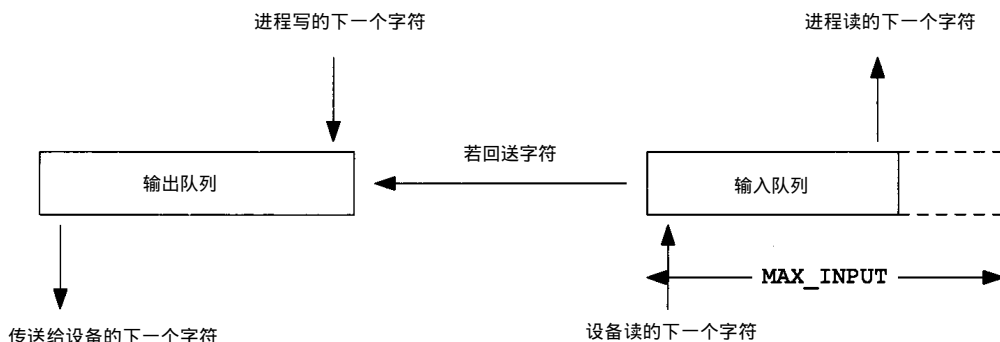 进程写的下一个字符
进程读的下一个字符
若回送字符
输出队列
输入队列
MAX_INPUT
传送给设备的下一个字符
设备读的下一个字符